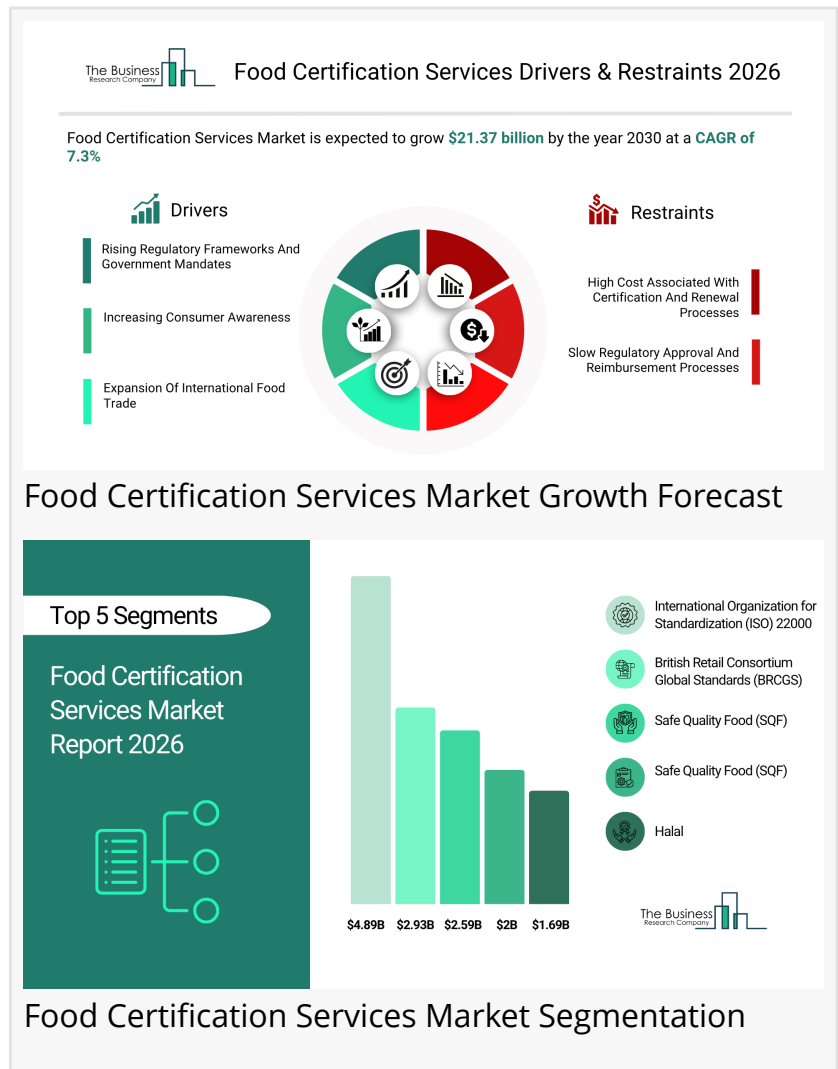 The Business
Research Company
Food Certification Services Drivers & Restraints 2026
Food Certification Services Market is expected to grow $21.37 billion by the year 2030 at a CAGR of
7.3%
Drivers
Rising Regulatory Frameworks And
Government Mandates
Increasing Consumer Awareness
Expansion Of International Food
Trade
Restraints
High Cost Associated With
Certification And Renewal
Processes
Slow Regulatory Approval And
Reimbursement Processes
Food Certification Services Market Growth Forecast
Top 5 Segments
Food Certification
Services Market
Report 2026
$4.89B
$2.93B
$2.59B
$2B
$1.69B
International Organization for
Standardization (ISO) 22000
British Retail Consortium
Global Standards (BRCGS)
Safe Quality Food (SQF)
Safe Quality Food (SQF)
Halal
The Business
Research Company
Food Certification Services Market Segmentation